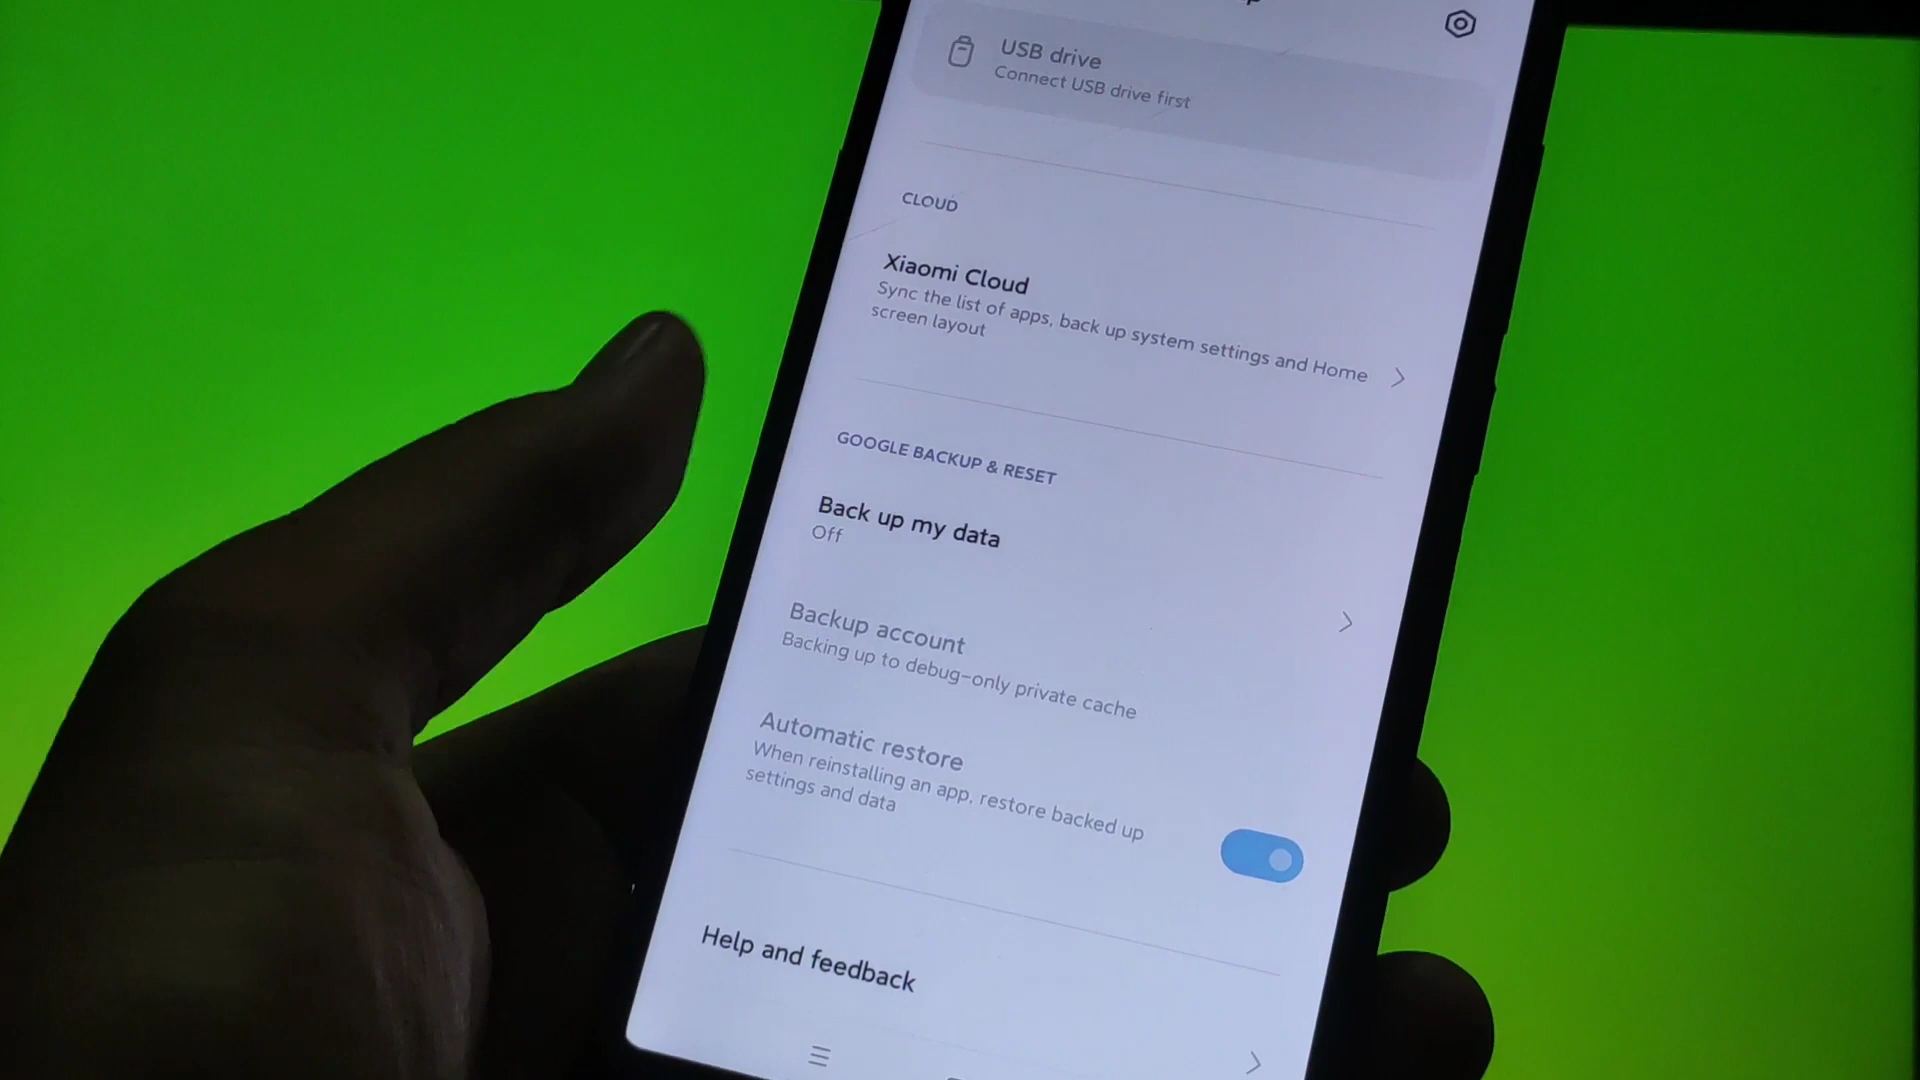 USB drive
Connect USB drive first
CLOUD
Xiaomi Cloud
Sync the list of apps, back up system settings and Home
screen layout
GOOGLE BACKUP & RESET
Back up my data
Off
Backup account
Backing up to debug-only private cache
Automatic restore
When reinstalling an app, restore backed up
settings and data
Help and feedback